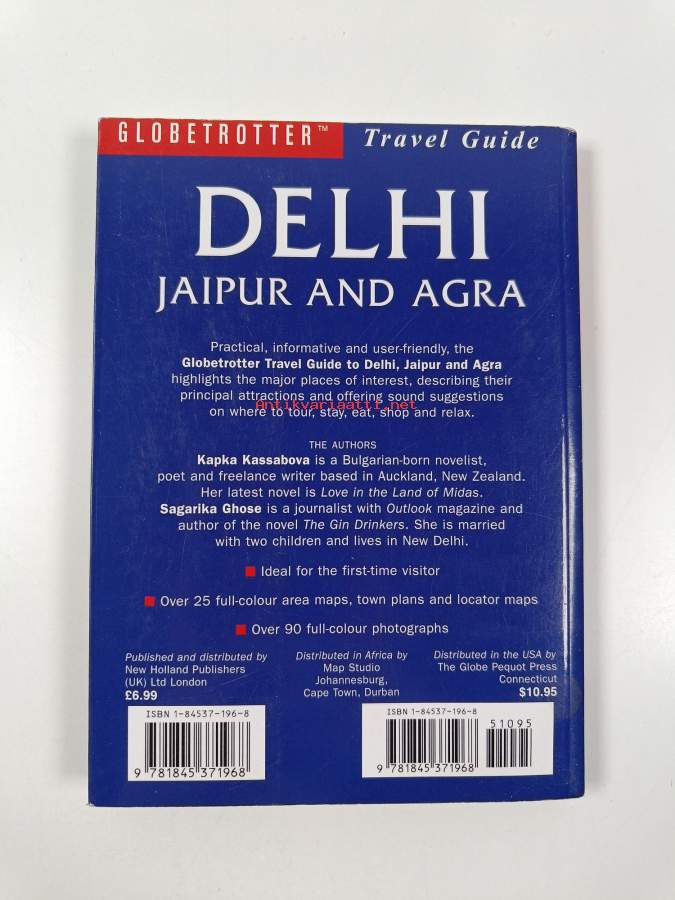 GLOBETROTTER™ Travel Guide
DELHI
JAIPUR AND AGRA
Practical, informative and user-friendly, the
Globetrotter Travel Guide to Delhi, Jaipur and Agra
highlights the major places of interest, describing their
principal attractions and offering sound suggestions
Antikvariaatti.net
on where to tour, stay, eat, shop and relax.
THE AUTHORS
Kapka Kassabova is a Bulgarian-born novelist,
poet and freelance writer based in Auckland, New Zealand.
Her latest novel is Love in the Land of Midas.
Sagarika Ghose is a journalist with Outlook magazine and
author of the novel The Gin Drinkers. She is married
with two children and lives in New Delhi.
Ideal for the first-time visitor
Over 25 full-colour area maps, town plans and locator maps
Over 90 full-colour photographs
Published and distributed by
New Holland Publishers
(UK) Ltd London
£6.99
Distributed in Africa by
Map Studio
Johannesburg,
Cape Town, Durban
Distributed in the USA by
The Globe Pequot Press
Connecticut
$10.95
ISBN 1-84537-196-8
9 781845 371968
ISBN 1-84537-196-8
51095
9 781845 371968